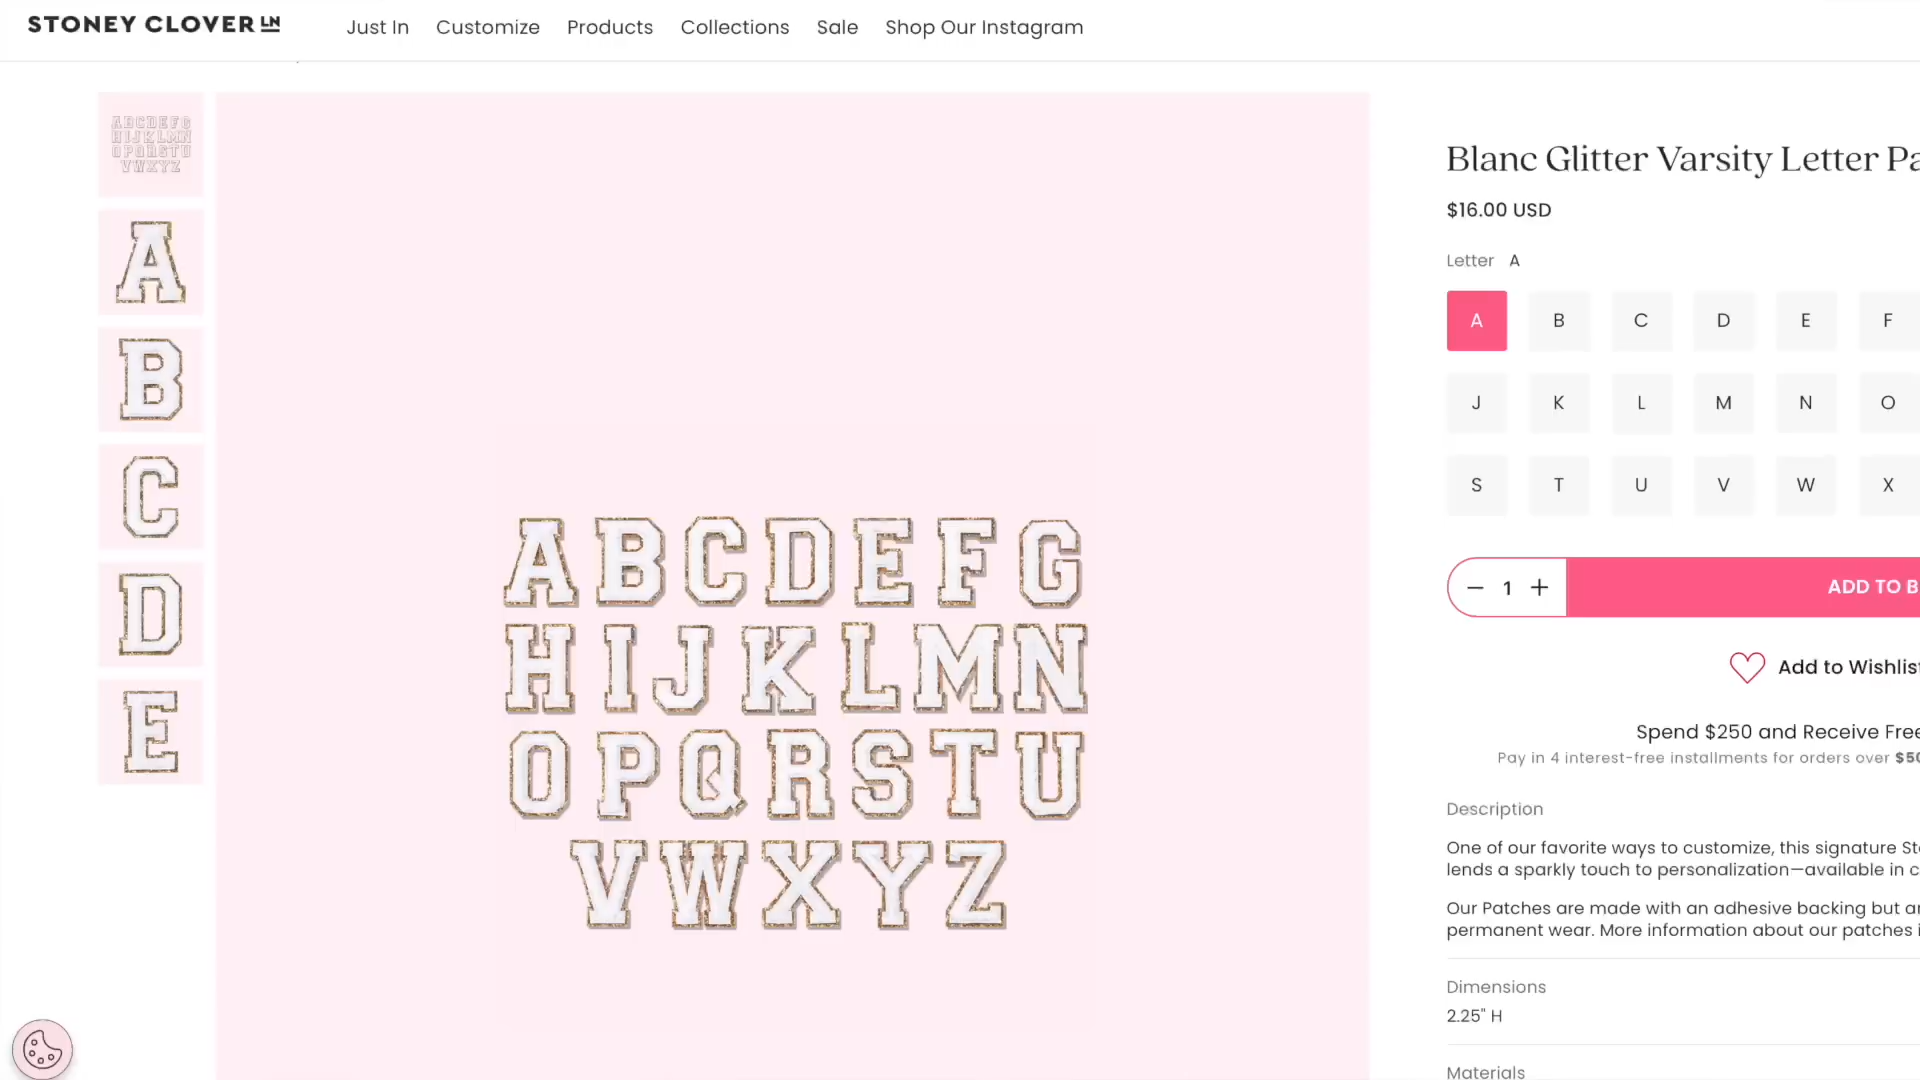 STONEY CLOVER LN
Just In Customize Products Collections Sale Shop Our Instagram
ABCDEFG
HIJKLMN
OPQRSTU
VWXYZ
A
B
C
D
E
ABCDEFG
HIJKLMN
OPQRSTU
VWXYZ
Blanc Glitter Varsity Letter Pa
$16.00 USD
Letter A
A B C D E F
J K L M N O
S T U V W X
− 1 + ADD TO B
Add to Wishlist
Spend $250 and Receive Free
Pay in 4 interest-free installments for orders over $50
Description
One of our favorite ways to customize, this signature Sto
lends a sparkly touch to personalization—available in c
Our Patches are made with an adhesive backing but ar
permanent wear. More information about our patches i
Dimensions
2.25" H
Materials